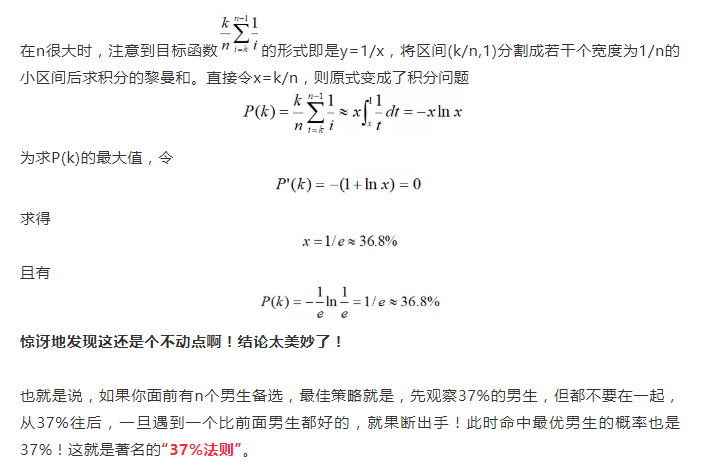 在n很大时，注意到目标函数 \frac{k}{n}\sum_{i=k}^{n-1}\frac{1}{i} 的形式即是y=1/x，将区间(k/n,1)分割成若干个宽度为1/n的
小区间后求积分的黎曼和。直接令x=k/n，则原式变成了积分问题
P(k)=\frac{k}{n}\sum_{i=k}^{n-1}\frac{1}{i}≈x\int_{x}^{1}\frac{1}{t}dt=-x\ln x
为求P(k)的最大值，令
P'(k)=-(1+ln x)=0
求得
x=1/e≈36.8%
且有
P(k)=-\frac{1}{e}\ln\frac{1}{e}=1/e≈36.8%
惊讶地发现这还是个不动点啊！结论太美妙了！
也就是说，如果你面前有n个男生备选，最佳策略就是，先观察37%的男生，但都不要在一起，
从37%往后，一旦遇到一个比前面男生都好的，就果断出手！此时命中最优男生的概率也是
37%！这就是著名的“37%法则”。